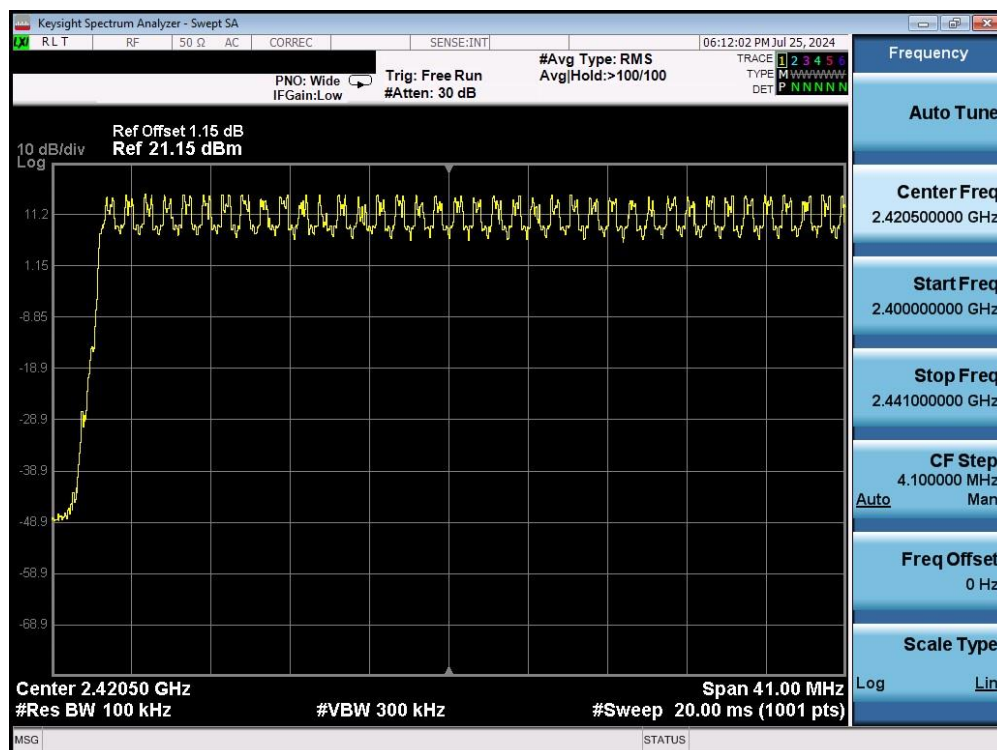 Keysight Spectrum Analyzer - Swept SA
LXI RLT RF 50 Ω AC CORREC SENSE:INT 06:12:02 PM Jul 25, 2024
#Avg Type: RMS TRACE 1 2 3 4 5 6
PNO: Wide Trig: Free Run Avg|Hold:>100/100 TYPE M WWWWW
IFGain:Low #Atten: 30 dB DET P N N N N N
Ref Offset 1.15 dB
10 dB/div Ref 21.15 dBm
Log
11.2
1.15
-8.85
-18.9
-28.9
-38.9
-48.9
-58.9
-68.9
Center 2.42050 GHz Span 41.00 MHz
#Res BW 100 kHz #VBW 300 kHz #Sweep 20.00 ms (1001 pts)
MSG STATUS
Frequency
Auto Tune
Center Freq
2.420500000 GHz
Start Freq
2.400000000 GHz
Stop Freq
2.441000000 GHz
CF Step
4.100000 MHz
Auto Man
Freq Offset
0 Hz
Scale Type
Log Lin